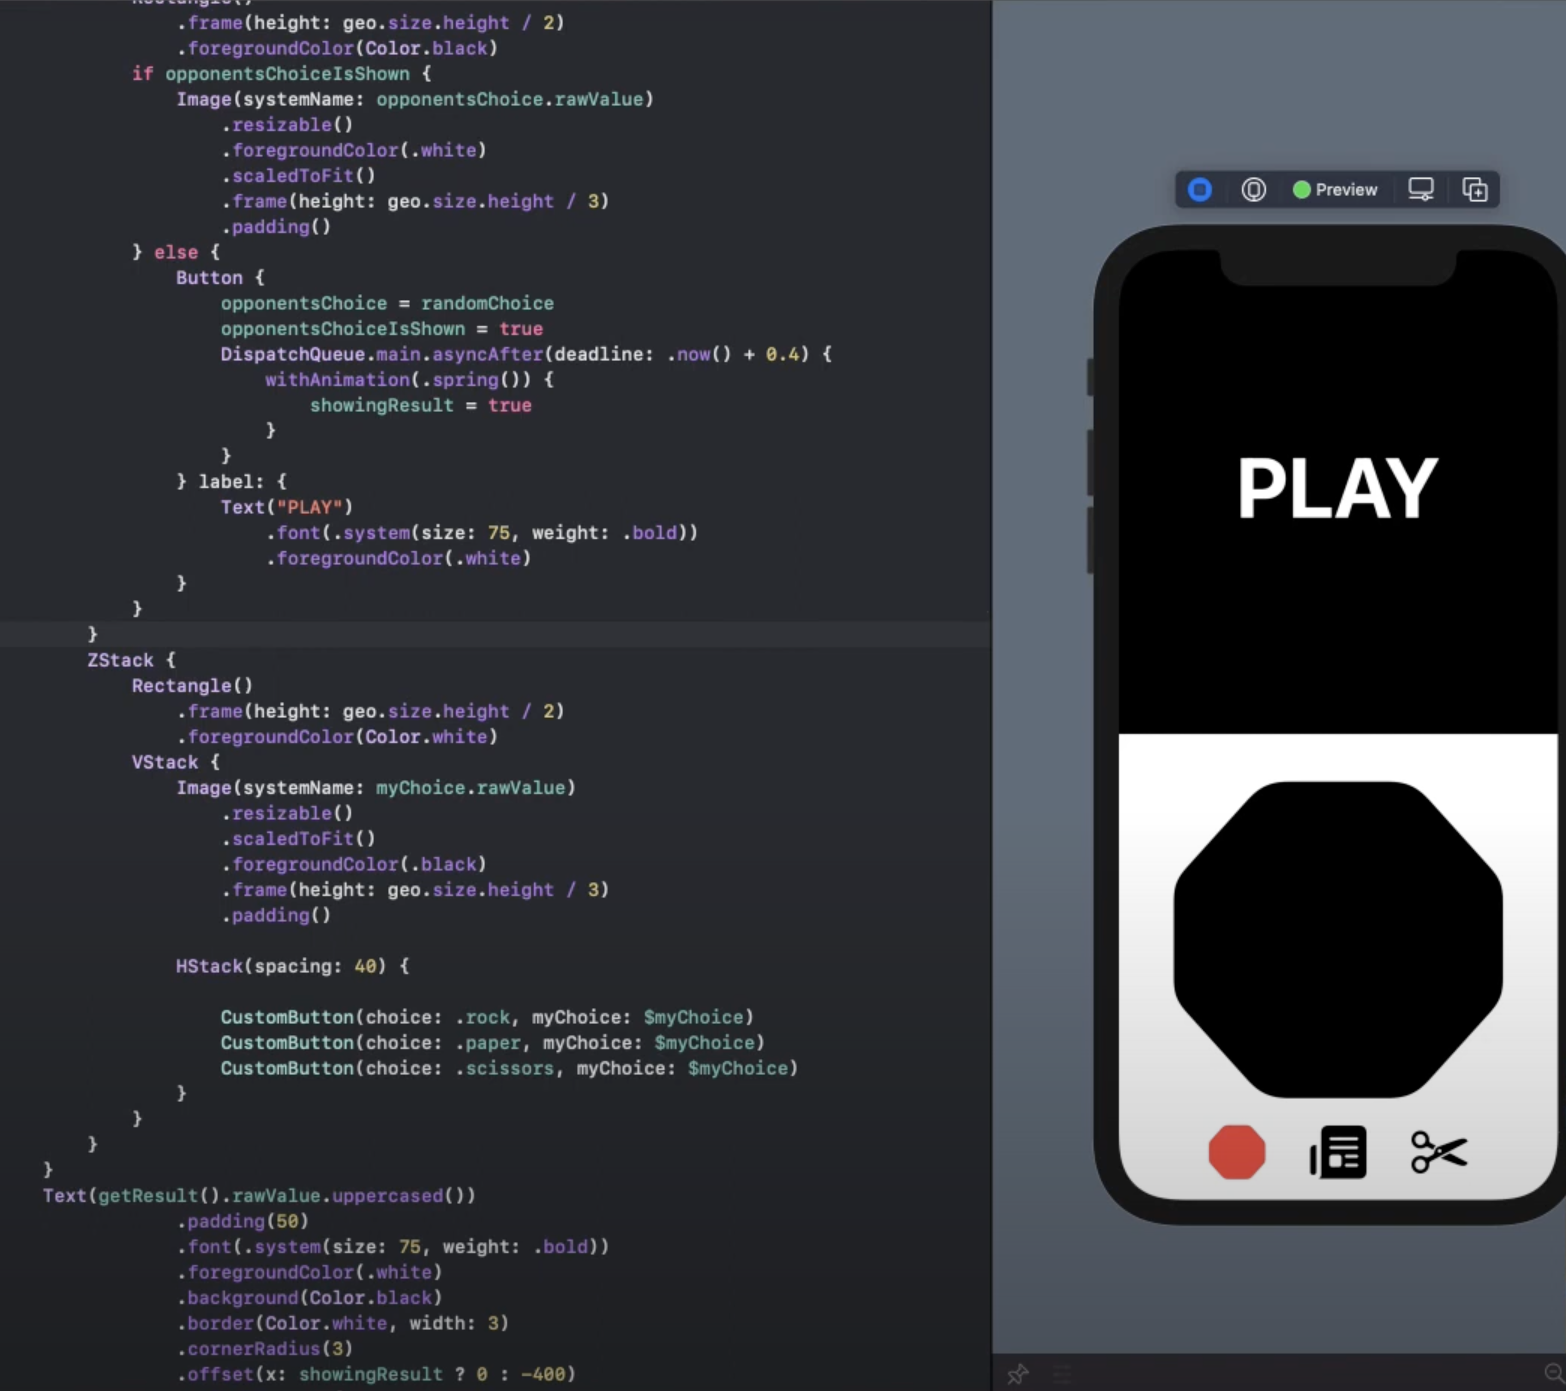 Rectangle()
.frame(height: geo.size.height / 2)
.foregroundColor(Color.black)
if opponentsChoiceIsShown {
Image(systemName: opponentsChoice.rawValue)
.resizable()
.foregroundColor(.white)
.scaledToFit()
.frame(height: geo.size.height / 3)
.padding()
} else {
Button {
opponentsChoice = randomChoice
opponentsChoiceIsShown = true
DispatchQueue.main.asyncAfter(deadline: .now() + 0.4) {
withAnimation(.spring()) {
showingResult = true
}
}
} label: {
Text("PLAY")
.font(.system(size: 75, weight: .bold))
.foregroundColor(.white)
}
}
}
ZStack {
Rectangle()
.frame(height: geo.size.height / 2)
.foregroundColor(Color.white)
VStack {
Image(systemName: myChoice.rawValue)
.resizable()
.scaledToFit()
.foregroundColor(.black)
.frame(height: geo.size.height / 3)
.padding()
HStack(spacing: 40) {
CustomButton(choice: .rock, myChoice: $myChoice)
CustomButton(choice: .paper, myChoice: $myChoice)
CustomButton(choice: .scissors, myChoice: $myChoice)
}
}
}
}
Text(getResult().rawValue.uppercased())
.padding(50)
.font(.system(size: 75, weight: .bold))
.foregroundColor(.white)
.background(Color.black)
.border(Color.white, width: 3)
.cornerRadius(3)
.offset(x: showingResult ? 0 : -400)
Preview
PLAY